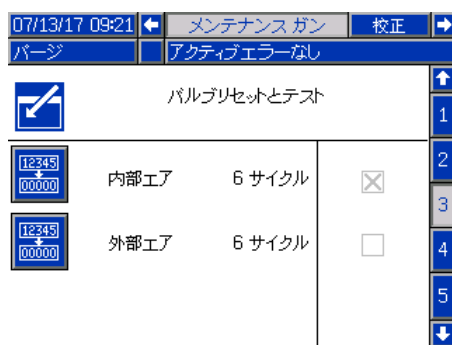 07/13/17 09:21 メンテナンス ガン 校正
ページ アクティブエラーなし
バルブリセットとテスト
1
12345
00000
内部エア 6 サイクル
2
3
12345
00000
外部エア 6 サイクル
4
5